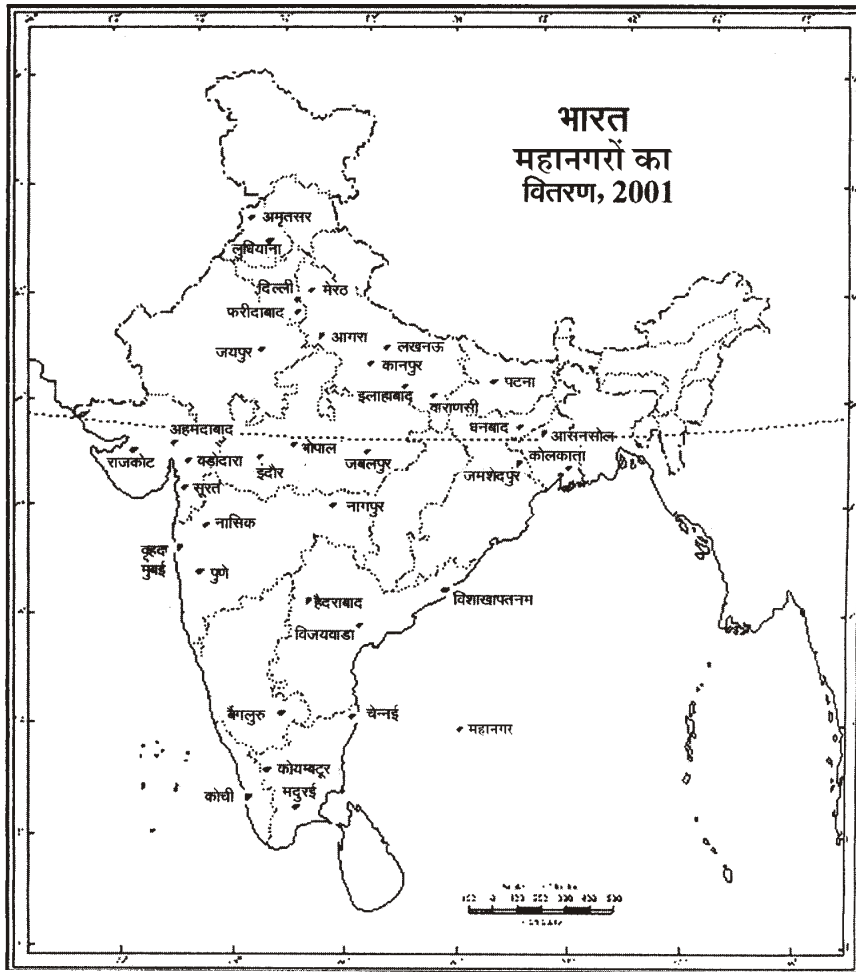 भारत
महानगरों का
वितरण, 2001
अमृतसर
लुधियाना
दिल्ली
मेरठ
फरीदाबाद
आगरा
जयपुर
लखनऊ
कानपुर
इलाहाबाद
वाराणसी
पटना
धनबाद
आसनसोल
अहमदाबाद
कोलकाता
राजकोट
वडोदरा
इंदौर
भोपाल
जबलपुर
जमशेदपुर
सूरत
नागपुर
नासिक
वृहद
मुंबई
पुणे
हैदराबाद
विशाखापतनम
विजयवाडा
बैंगलुरु
चेन्नई
महानगर
कोयम्बटूर
कोची
मदुरई